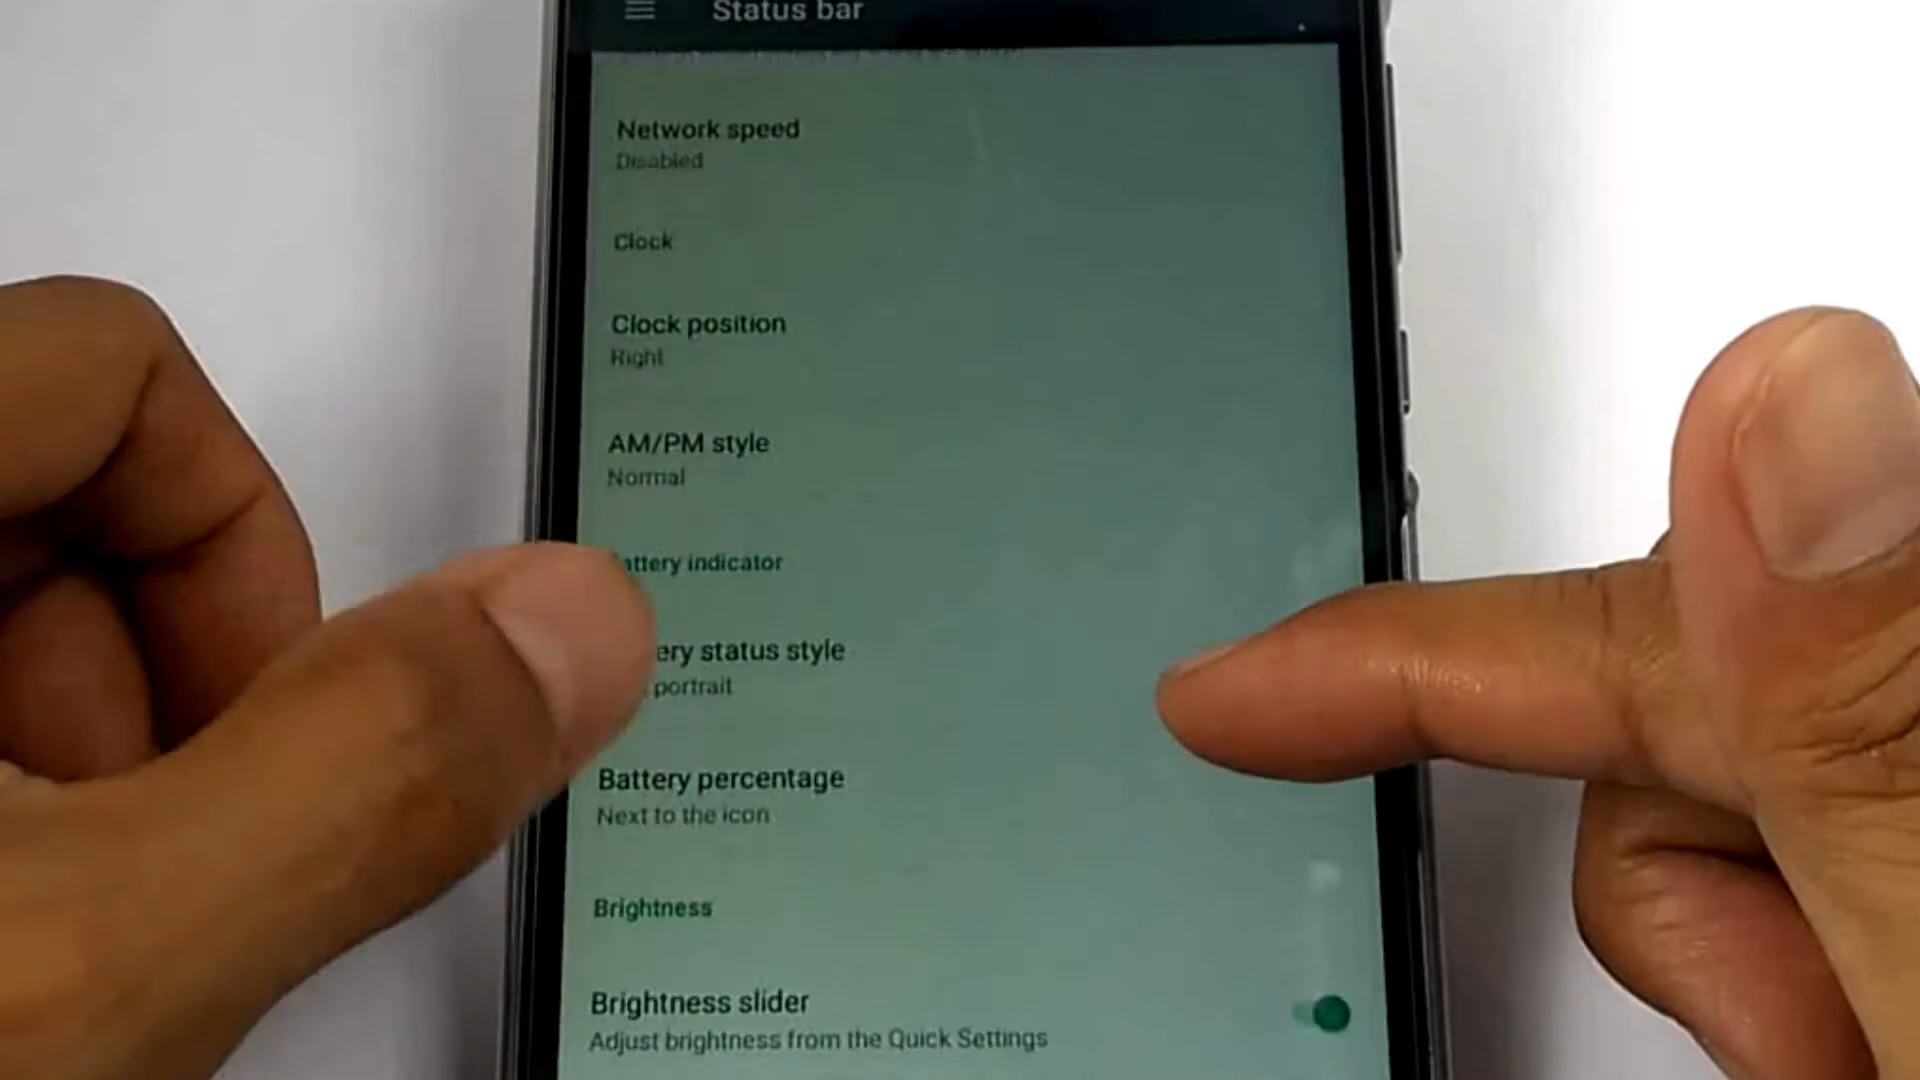 Status bar
Network speed
Disabled
Clock
Clock position
Right
AM/PM style
Normal
ttery indicator
ery status style
portrait
Battery percentage
Next to the icon
Brightness
Brightness slider
Adjust brightness from the Quick Settings